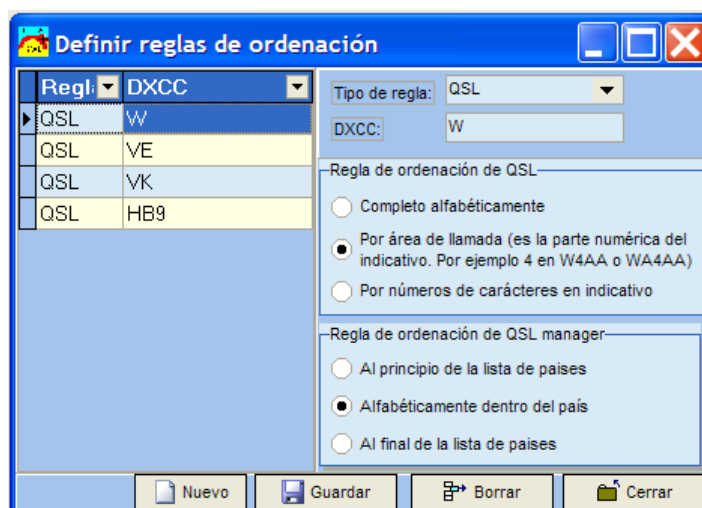 Definir reglas de ordenación
Regla DXCC
QSL W
QSL VE
QSL VK
QSL HB9
Tipo de regla: QSL
DXCC: W
Regla de ordenación de QSL
Completo alfabéticamente
Por área de llamada (es la parte numérica del
indicativo. Por ejemplo 4 en W4AA o WA4AA)
Por números de carácteres en indicativo
Regla de ordenación de QSL manager
Al principio de la lista de paises
Alfabéticamente dentro del país
Al final de la lista de paises
Nuevo Guardar Borrar Cerrar